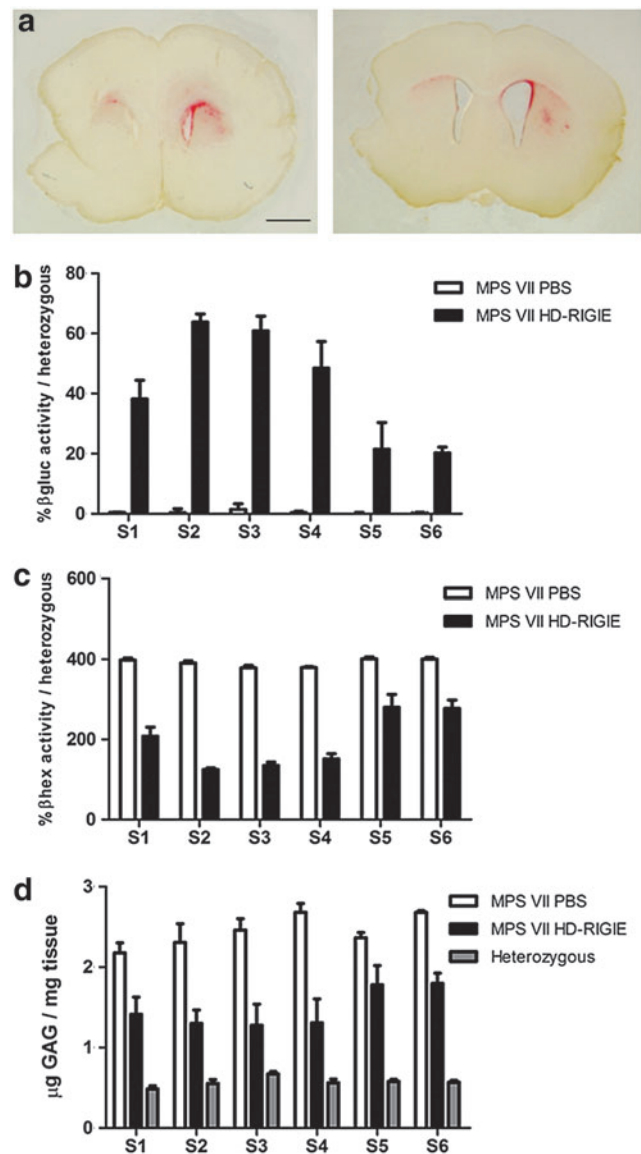 a
b
% βgluc activity / heterozygous
80
60
40
20
0
MPS VII PBS
MPS VII HD-RIGIE
S1 S2 S3 S4 S5 S6
c
% βhex activity / heterozygous
600
400
200
0
MPS VII PBS
MPS VII HD-RIGIE
S1 S2 S3 S4 S5 S6
d
µg GAG / mg tissue
3
2
1
0
MPS VII PBS
MPS VII HD-RIGIE
Heterozygous
S1 S2 S3 S4 S5 S6